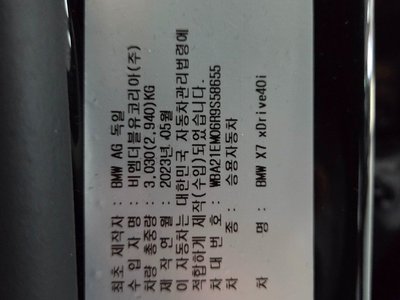 최초 제작자 : BMW AG 독일
수 입 자 명 : 비엠더블유코리아(주)
차량 총중량 : 3,030(2,940)KG
제 작 연 월 : 2023년 05월
이 자동차는 대한민국 자동차관리법령에
적합하게 제작(수입)되었습니다.
차 대 번 호 : WBA21EM06R9S58655
차 종 : 승용자동차
차 명 : BMW X7 xDrive40i